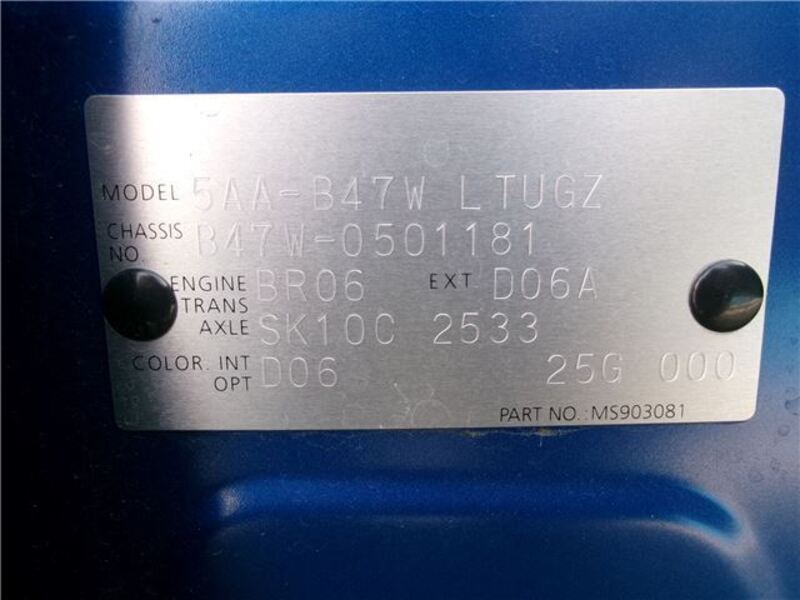 MODEL 5AA-B47W LTUGZ
CHASSIS NO. B47W-0501181
ENGINE BR06 EXT D06A
TRANS AXLE SK10C 2533
COLOR. INT OPT D06 25G 000
PART NO.: MS903081